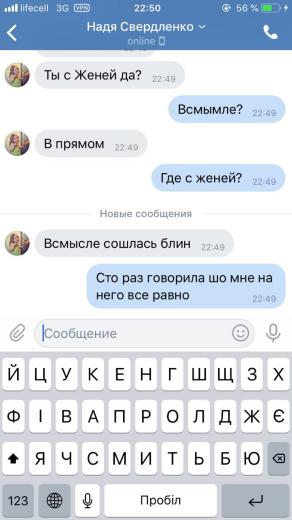 lifecell 3G VPN 22:50 56 %
Надя Свердленко
online
22:49
Ты с Женей да? 22:49
Всмымле? 22:49
В прямом 22:49
Где с женей? 22:49
Новые сообщения
Всмысле сошлась блин 22:49
Сто раз говорила шо мне на
него все равно 22:49
Сообщение
Й Ц У К Е Н Г Ш Щ З Х
Ф І В А П Р О Л Д Ж Є
Я Ч С М И Т Ь Б Ю
123 Пробіл